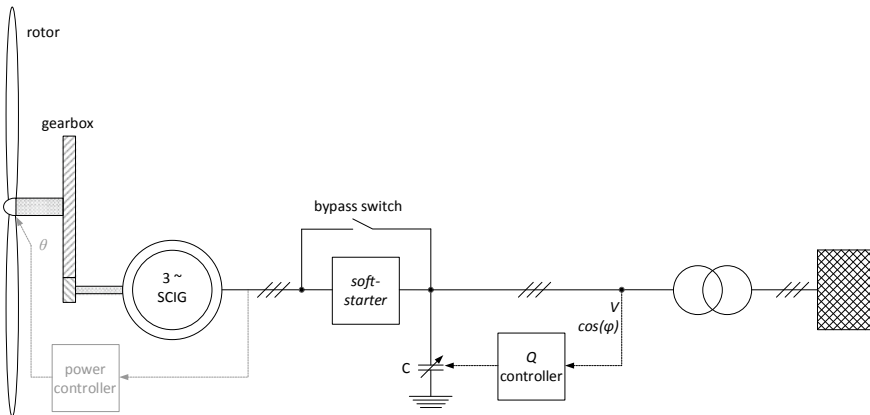 rotor
gearbox
bypass switch
θ
3 ~
SCIG
soft-
starter
V
cos(φ)
C
Q
controller
power
controller